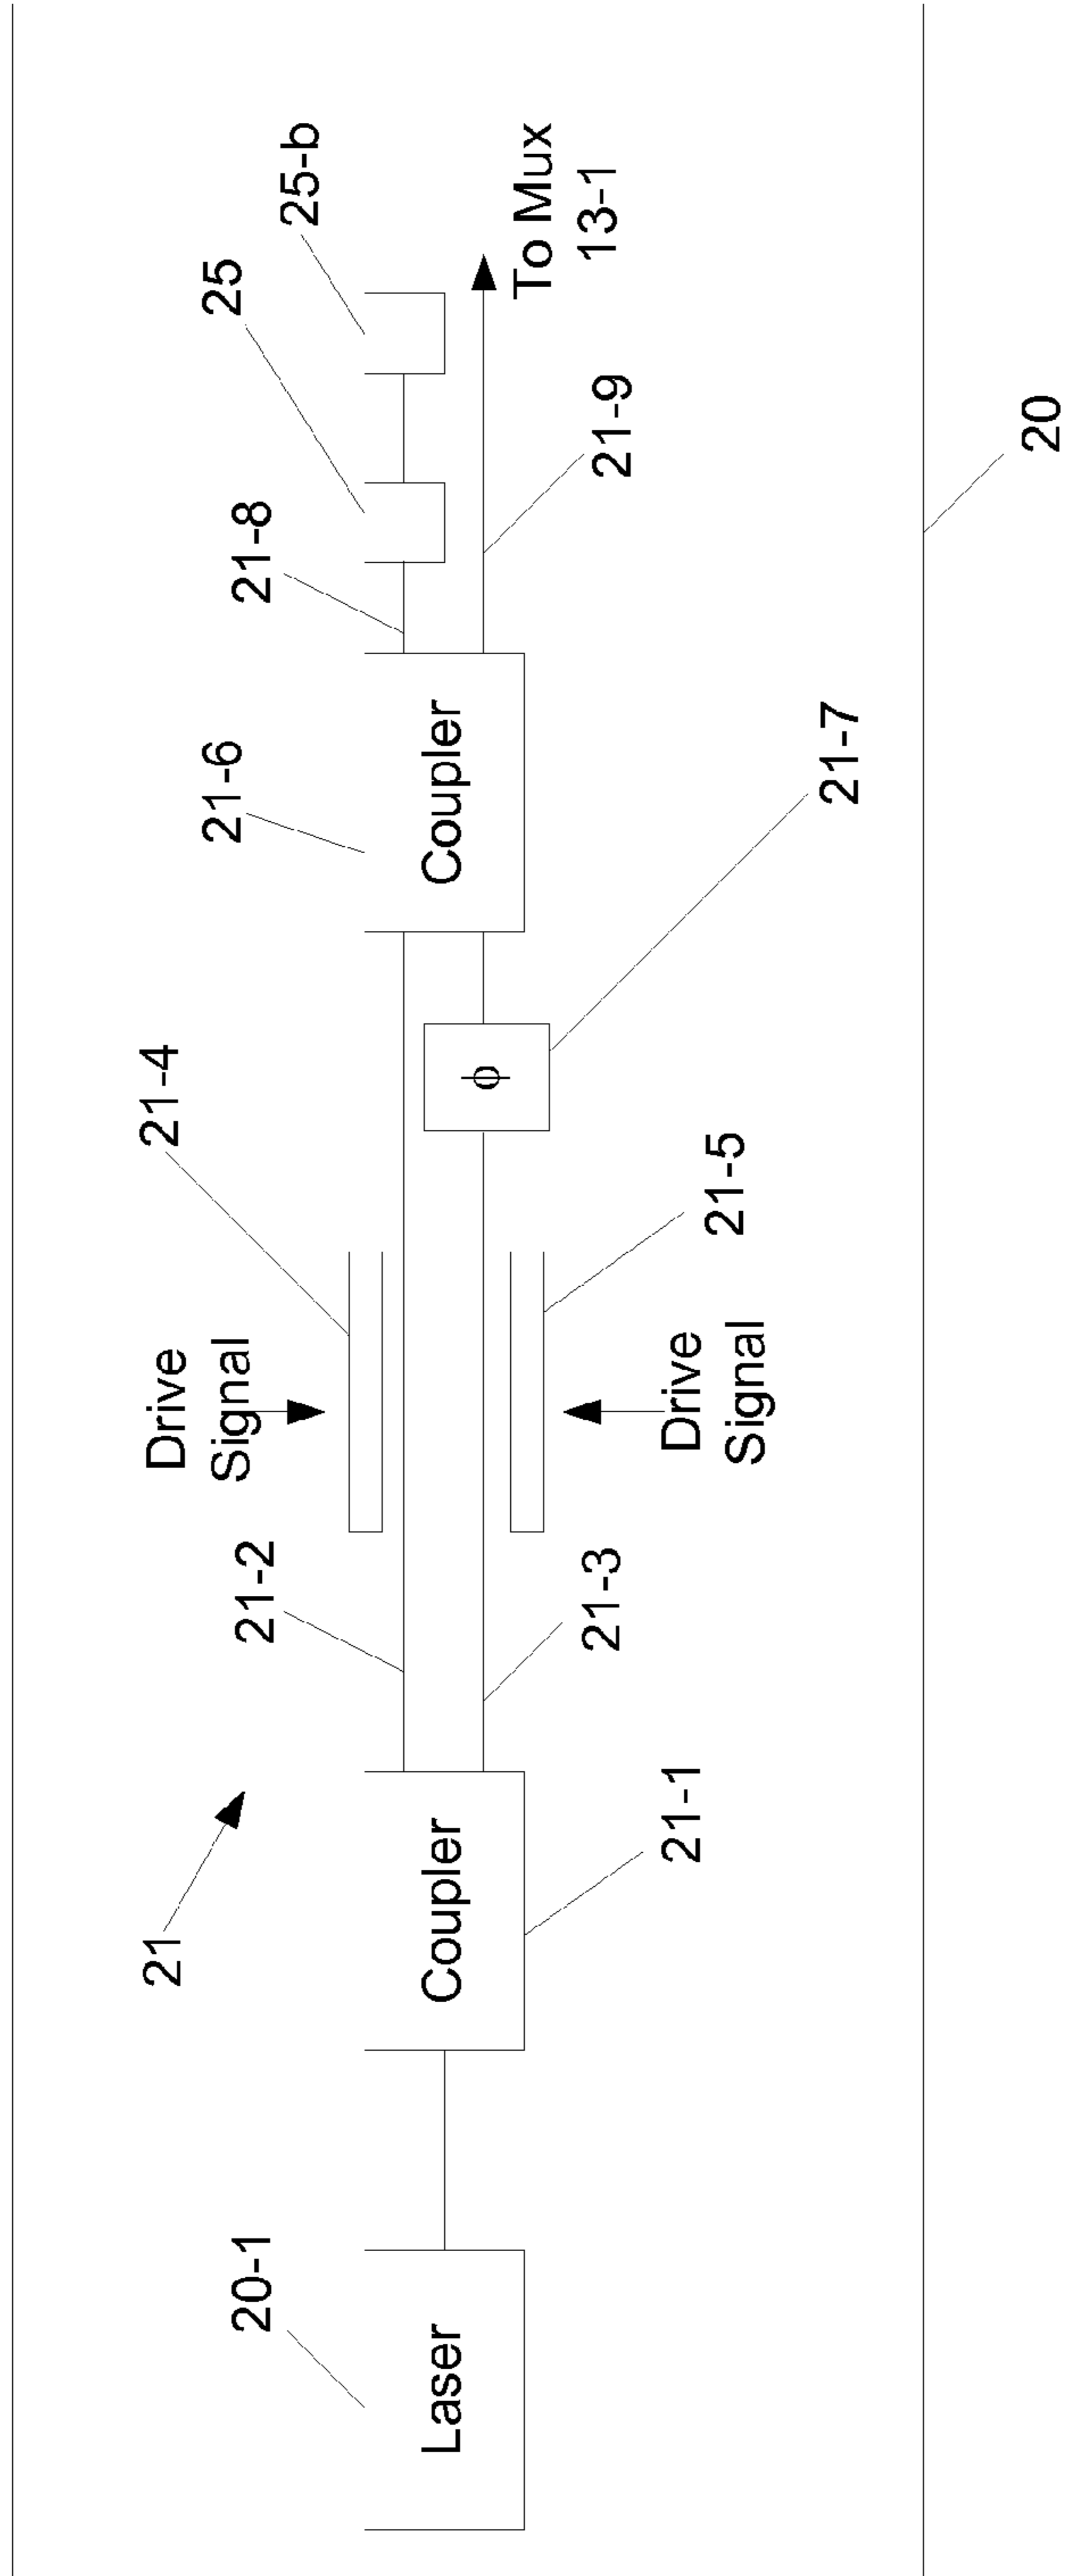 25-b
25
To Mux
13-1
21-8
21-9
20
21-6
Coupler
21-7
21-4
ϕ
21-5
Drive
Signal
Drive
Signal
21-2
21-3
21
Coupler
21-1
20-1
Laser